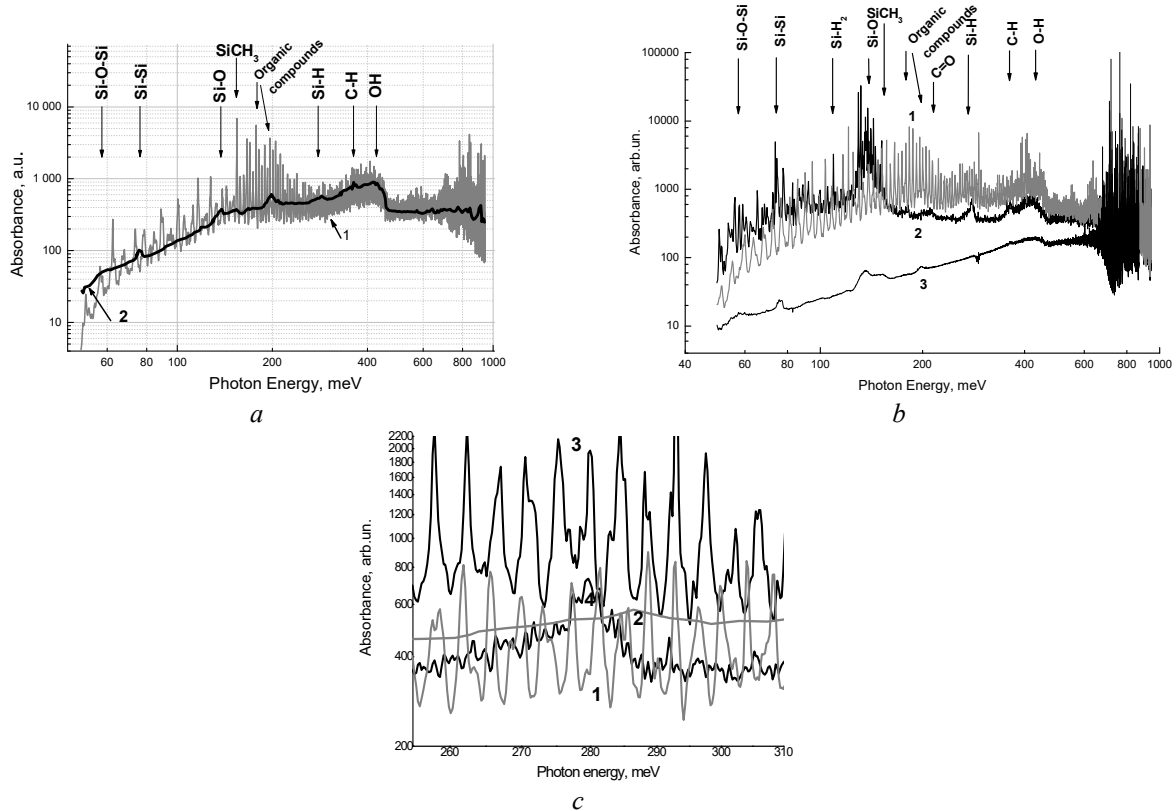 Si-O-Si
Si-Si
Si-O
SiCH3
Organic
compounds
Si-H
C-H
OH
10 000
1 000
100
10
Absorbance, a.u.
1
2
60
80
100
200
400
600
800
1000
Photon Energy, meV
a
Si-O-Si
Si-Si
Si-H2
Si-O
SiCH3
Organic
compounds
C=O
Si-H
C-H
O-H
100000
10000
1000
100
10
Absorbance, arb.un.
1
2
3
40
60
80
100
200
400
600
800
1000
Photon Energy, meV
b
2200
2000
1800
1600
1400
1200
1000
800
600
400
200
Absorbance, arb.un.
3
4
2
1
260
270
280
290
300
310
Photon energy, meV
c